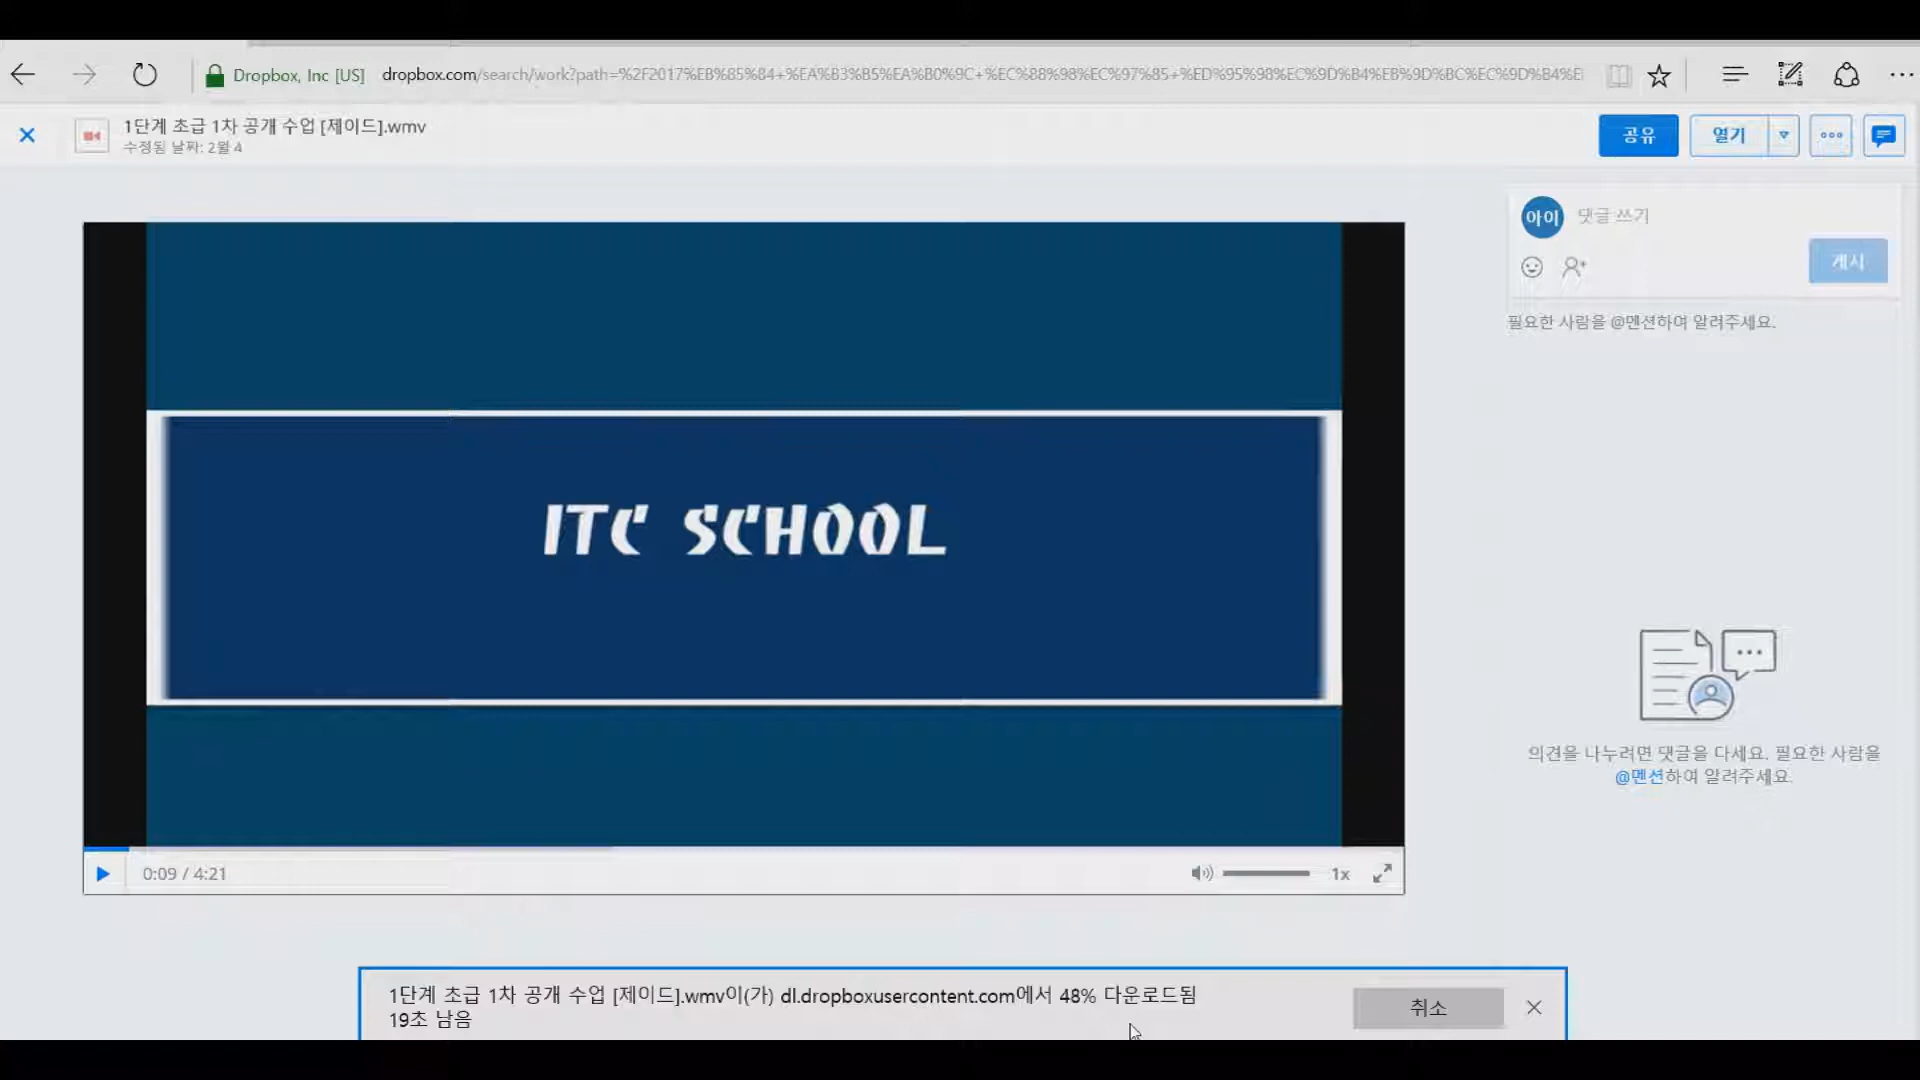 Dropbox, Inc [US] dropbox.com/search/work?path=%2F2017%EB%85%84+%EA%B3%B5%EA%B0%9C+%EC%88%98%EC%97%85+%ED%95%98%EC%9D%B4%EB%9D%BC%EC%9D%B4%E
1단계 초급 1차 공개 수업 [제이드].wmv
수정됨 날짜: 2월 4
공유
열기
아이 댓글 쓰기
게시
필요한 사람을 @멘션하여 알려주세요.
ITC SCHOOL
의견을 나누려면 댓글을 다세요. 필요한 사람을
@멘션하여 알려주세요.
0:09 / 4:21
1x
1단계 초급 1차 공개 수업 [제이드].wmv이(가) dl.dropboxusercontent.com에서 48% 다운로드됨
19초 남음
취소